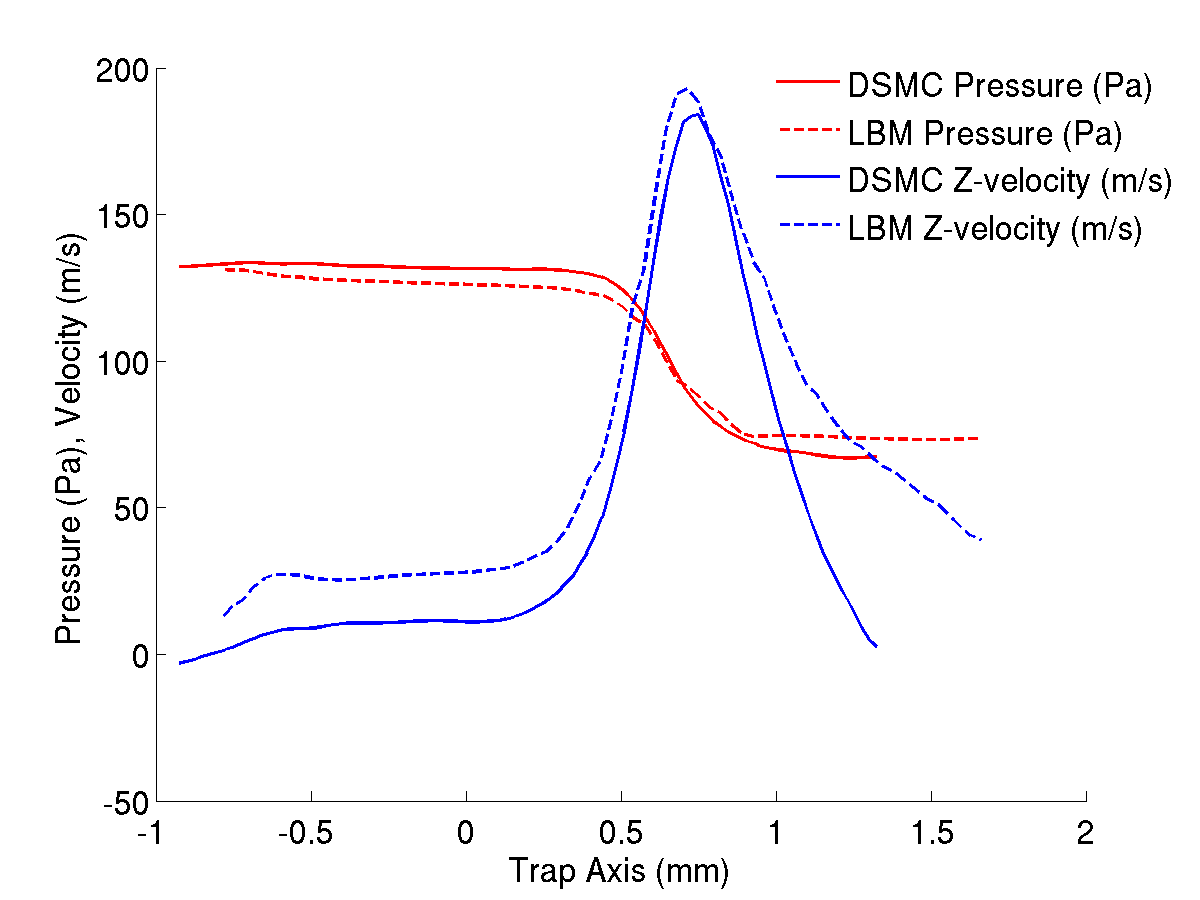 200
150
100
50
0
-50
-1
-0.5
0
0.5
1
1.5
2
Pressure (Pa), Velocity (m/s)
Trap Axis (mm)
DSMC Pressure (Pa)
LBM Pressure (Pa)
DSMC Z-velocity (m/s)
LBM Z-velocity (m/s)